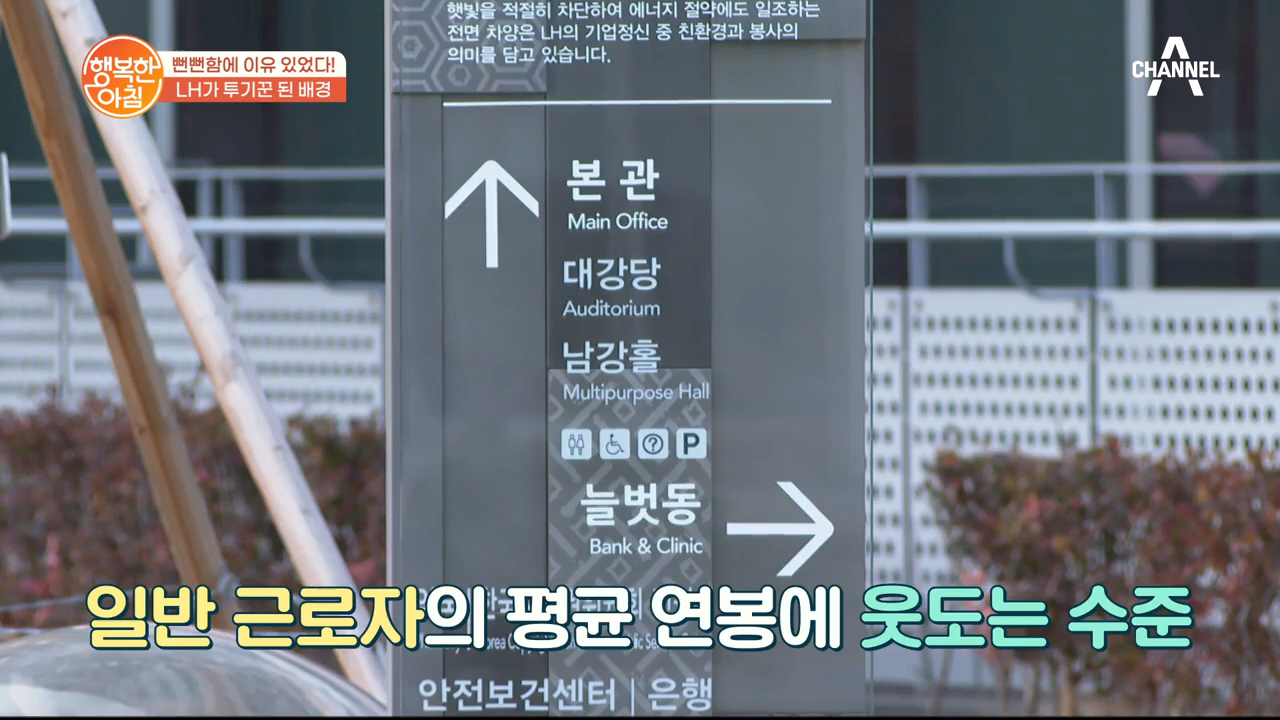 햇빛을 적절히 차단하여 에너지 절약에도 일조하는
전면 차양은 LH의 기업정신 중 친환경과 봉사의
의미를 담고 있습니다.
행복한
아침
뻔뻔함에 이유 있었다!
LH가 투기꾼 된 배경
CHANNEL A
본관
Main Office
대강당
Auditorium
남강홀
Multipurpose Hall
P
늘벗동
Bank & Clinic
일반 근로자의 평균 연봉에 웃도는 수준
안전보건센터 | 은행